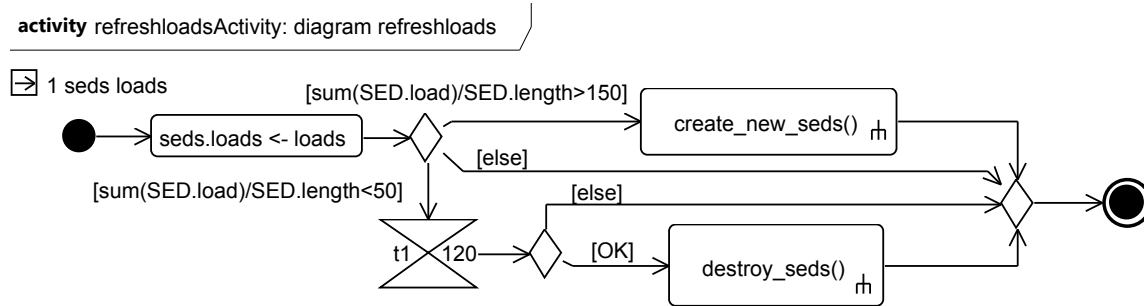 activity refreshloadsActivity: diagram refreshloads
1 seds loads
[sum(SED.load)/SED.length>150]
create_new_seds()
seds.loads <- loads
[else]
[sum(SED.load)/SED.length<50]
[else]
t1 120
[OK]
destroy_seds()